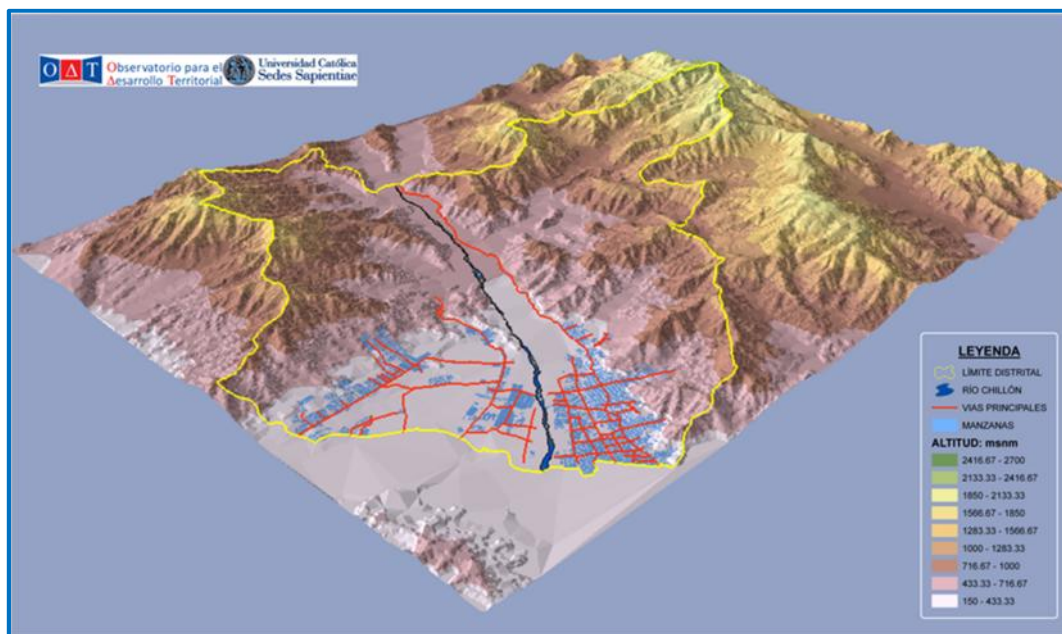 OΔT
Observatorio para el
Desarrollo Territorial
Universidad Católica
Sedes Sapientiae
LEYENDA
LÍMITE DISTRITAL
RÍO CHILLÓN
VIAS PRINCIPALES
MANZANAS
ALTITUD: msnm
2416.67 - 2700
2133.33 - 2416.67
1850 - 2133.33
1566.67 - 1850
1283.33 - 1566.67
1000 - 1283.33
716.67 - 1000
433.33 - 716.67
150 - 433.33